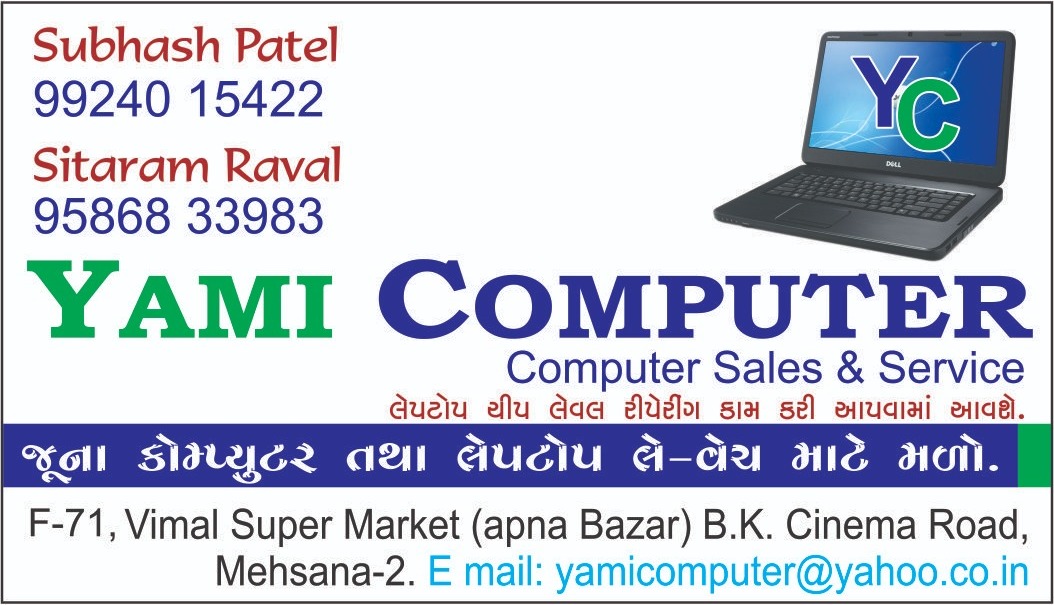 Subhash Patel
99240 15422
Sitaram Raval
95868 33983
YC
DELL
YAMI COMPUTER
Computer Sales & Service
લેપટોપ ચીપ લેવલ રીપેરીંગ કામ કરી આપવામાં આવશે.
જૂના કોમ્પ્યુટર તથા લેપટોપ લે-વેચ માટે મળો.
F-71, Vimal Super Market (apna Bazar) B.K. Cinema Road,
Mehsana-2. E mail: yamicomputer@yahoo.co.in